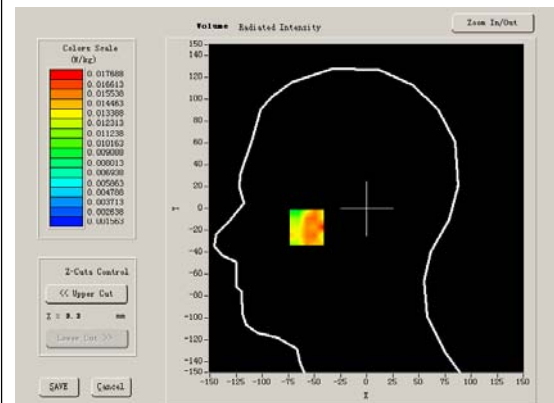 Volume Radiated Intensity
Zoom In/Out
Colors Scale
(W/kg)
0.017688
0.016613
0.015538
0.014463
0.013388
0.012313
0.011238
0.010163
0.009088
0.008013
0.006938
0.005863
0.004788
0.003713
0.002638
0.001563
Z-Cuts Control
<< Upper Cut
mm
Lower Cut >>
SAVE
Cancel
150
140
120
100
80
60
40
20
0
-20
-40
-60
-80
-100
-120
-140
-150
Y
-150 -125 -100 -75 -50 -25 0 25 50 75 100 125 150
X